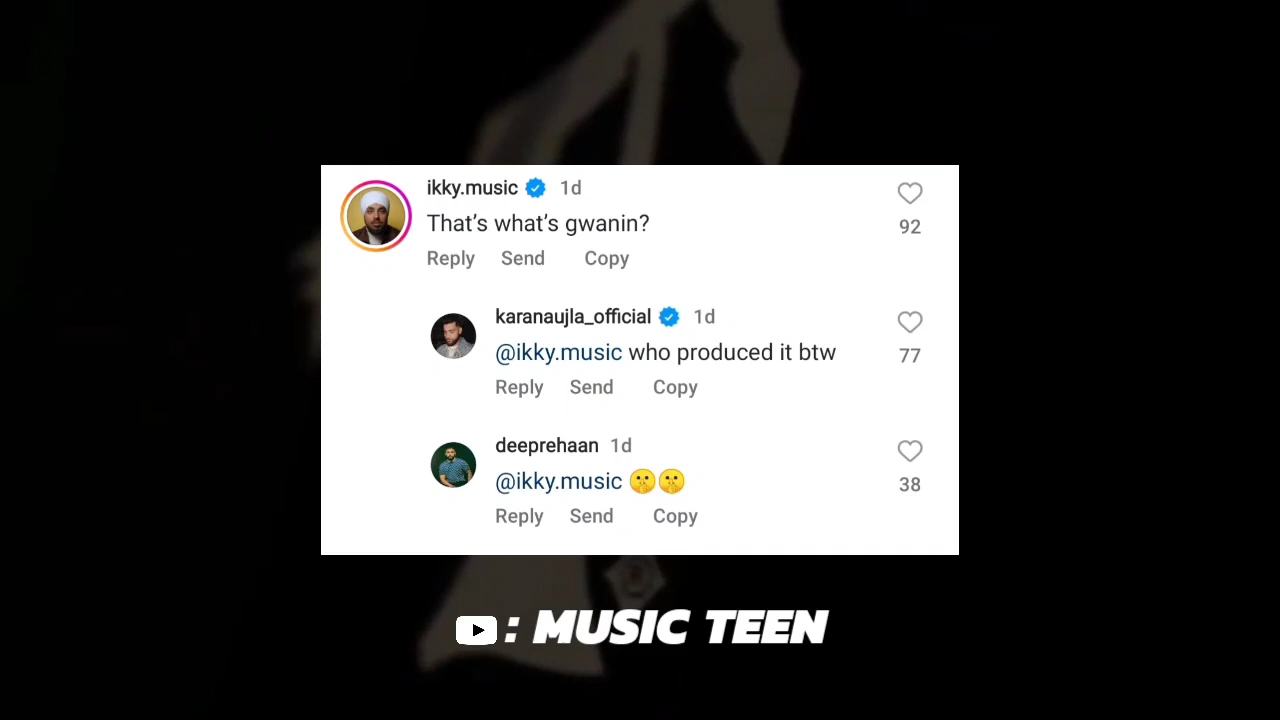 ikky.music 1d
That’s what’s gwanin?
92
Reply Send Copy
karanaujla_official 1d
@ikky.music who produced it btw
77
Reply Send Copy
deeprehaan 1d
@ikky.music 🤫🤫
38
Reply Send Copy
: MUSIC TEEN